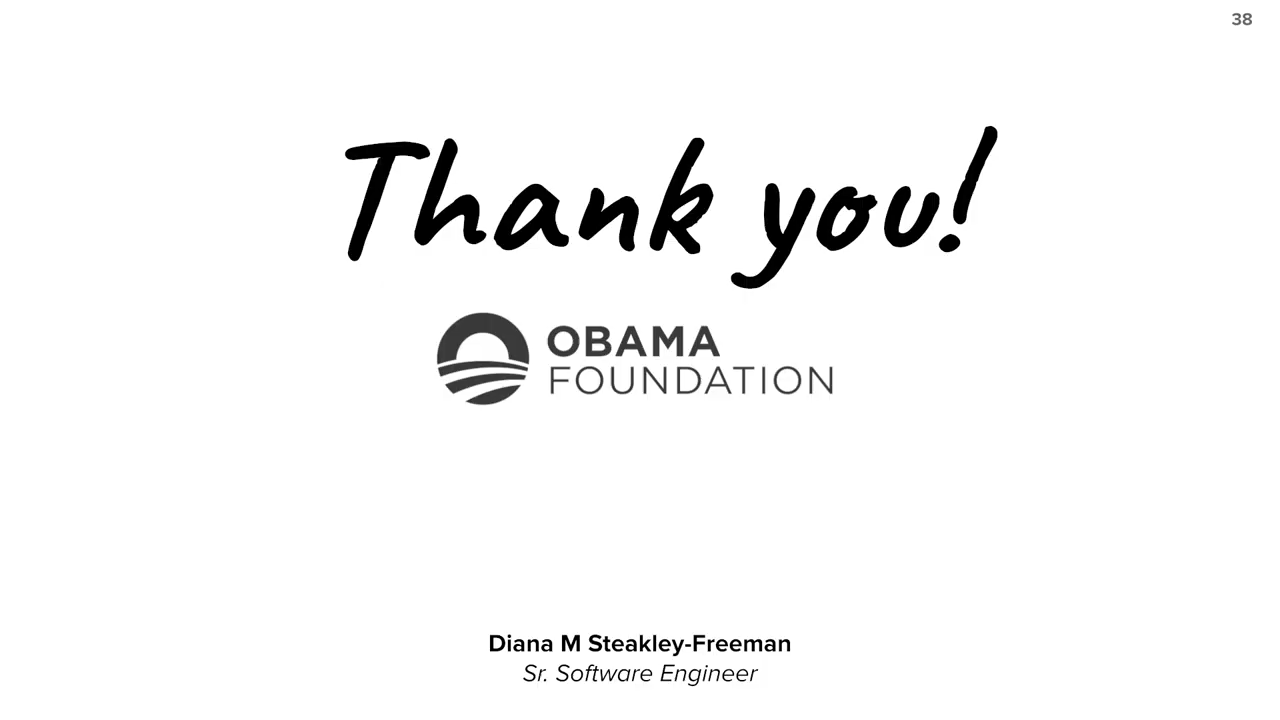 38
Thank you!
OBAMA
FOUNDATION
Diana M Steakley-Freeman
Sr. Software Engineer